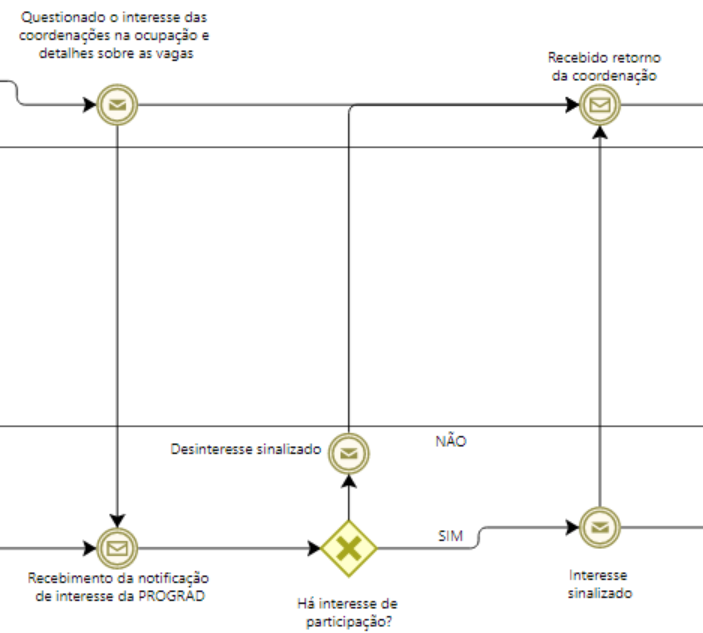 Questionado o interesse das
coordenações na ocupação e
detalhes sobre as vagas
Recebido retorno
da coordenação
Desinteresse sinalizado
NÃO
SIM
Recebimento da notificação
de interesse da PROGRAD
Há interesse de
participação?
Interesse
sinalizado